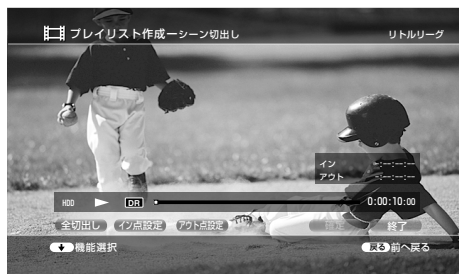 プレイリスト作成ーシーン切出し リトルリーグ
イン -:--:--:--
アウト -:--:--:--
HDD DR 0:00:10:00
全切出し イン点設定 アウト点設定 確定 終了
機能選択 戻る 前へ戻る